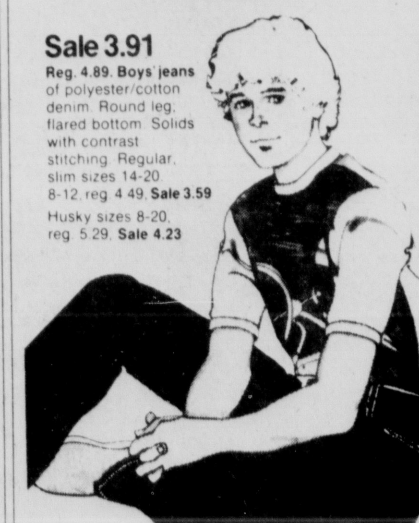 Sale 3.91
Reg. 4.89. Boys' jeans
of polyester/cotton
denim. Round leg;
flared bottom. Solids
with contrast
stitching. Regular,
slim sizes 14-20.
8-12, reg. 4.49, Sale 3.59
Husky sizes 8-20,
reg. 5.29, Sale 4.23